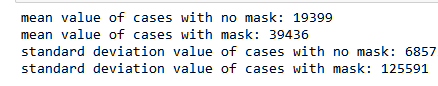 mean value of cases with no mask: 19399
mean value of cases with mask: 39436
standard deviation value of cases with no mask: 6857
standard deviation value of cases with mask: 125591